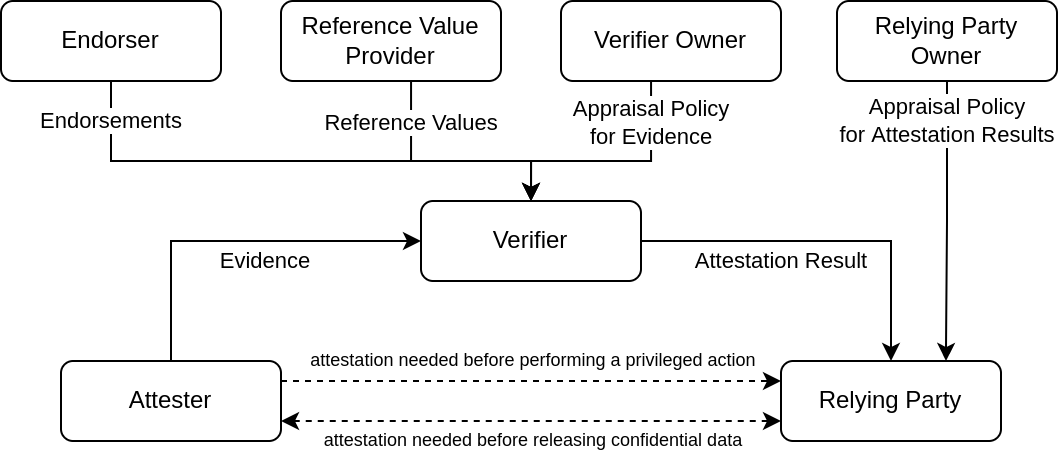 Endorser
Reference Value
Provider
Verifier Owner
Relying Party
Owner
Endorsements
Reference Values
Appraisal Policy
for Evidence
Appraisal Policy
for Attestation Results
Verifier
Evidence
Attestation Result
attestation needed before performing a privileged action
Attester
Relying Party
attestation needed before releasing confidential data